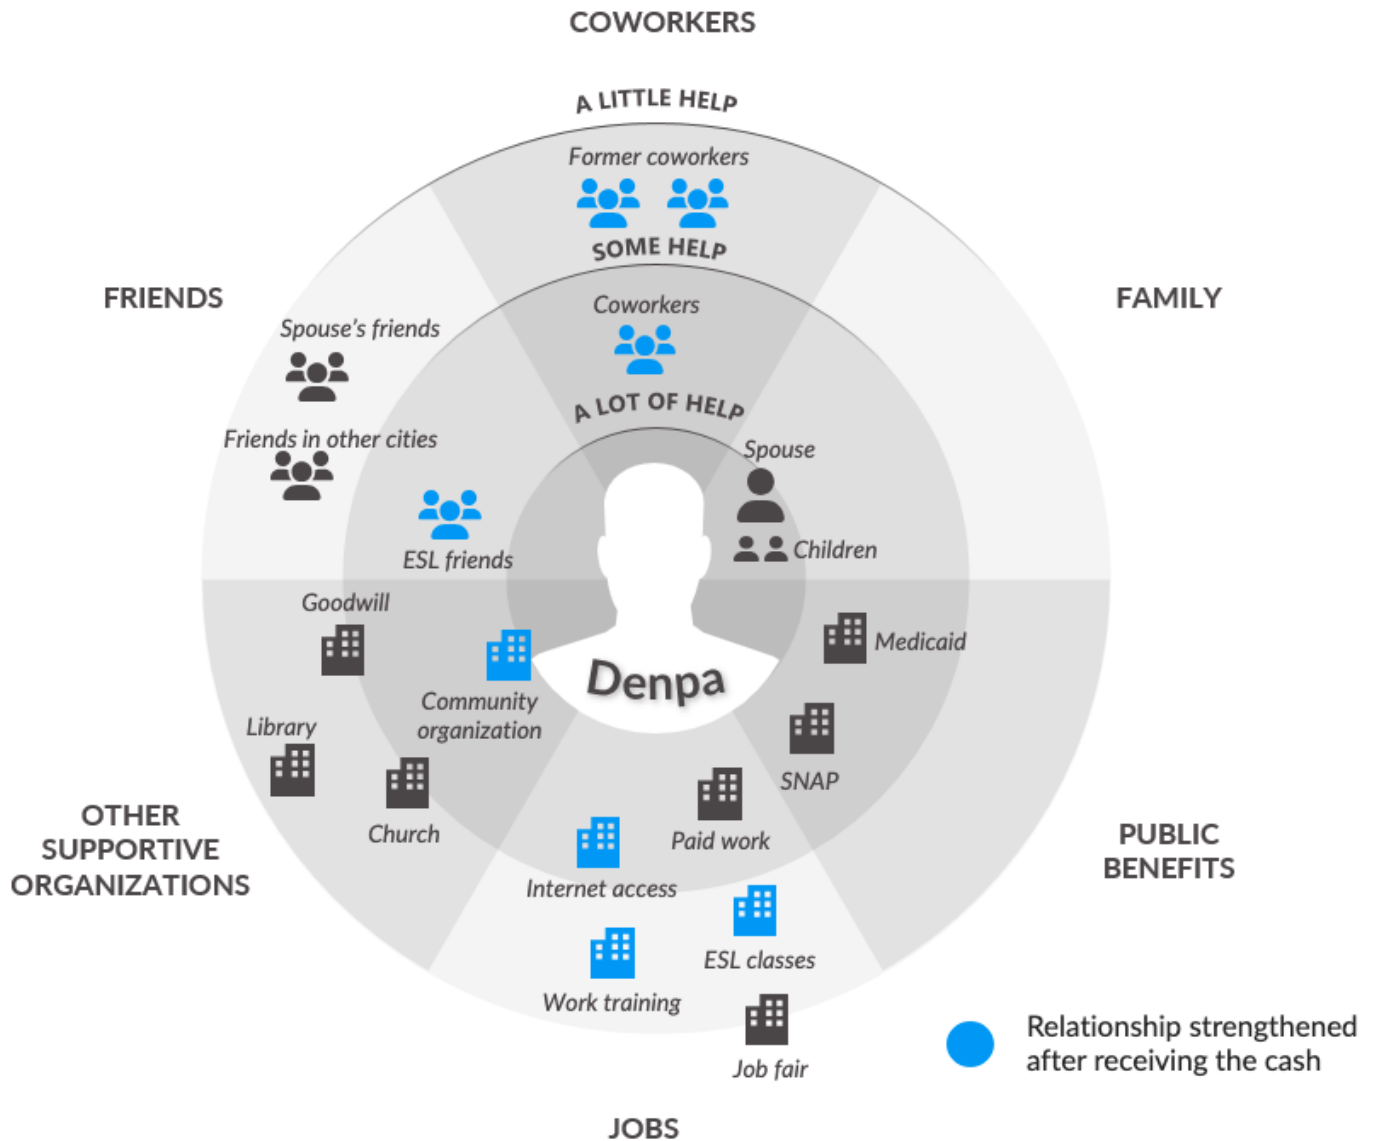 COWORKERS
A LITTLE HELP
Former coworkers
SOME HELP
FRIENDS
FAMILY
Coworkers
Spouse's friends
A LOT OF HELP
Friends in other cities
Spouse
Children
ESL friends
Goodwill
Medicaid
Denpa
Community
organization
Library
SNAP
OTHER
SUPPORTIVE
ORGANIZATIONS
Church
Paid work
PUBLIC
BENEFITS
Internet access
ESL classes
Work training
Job fair
Relationship strengthened
after receiving the cash
JOBS